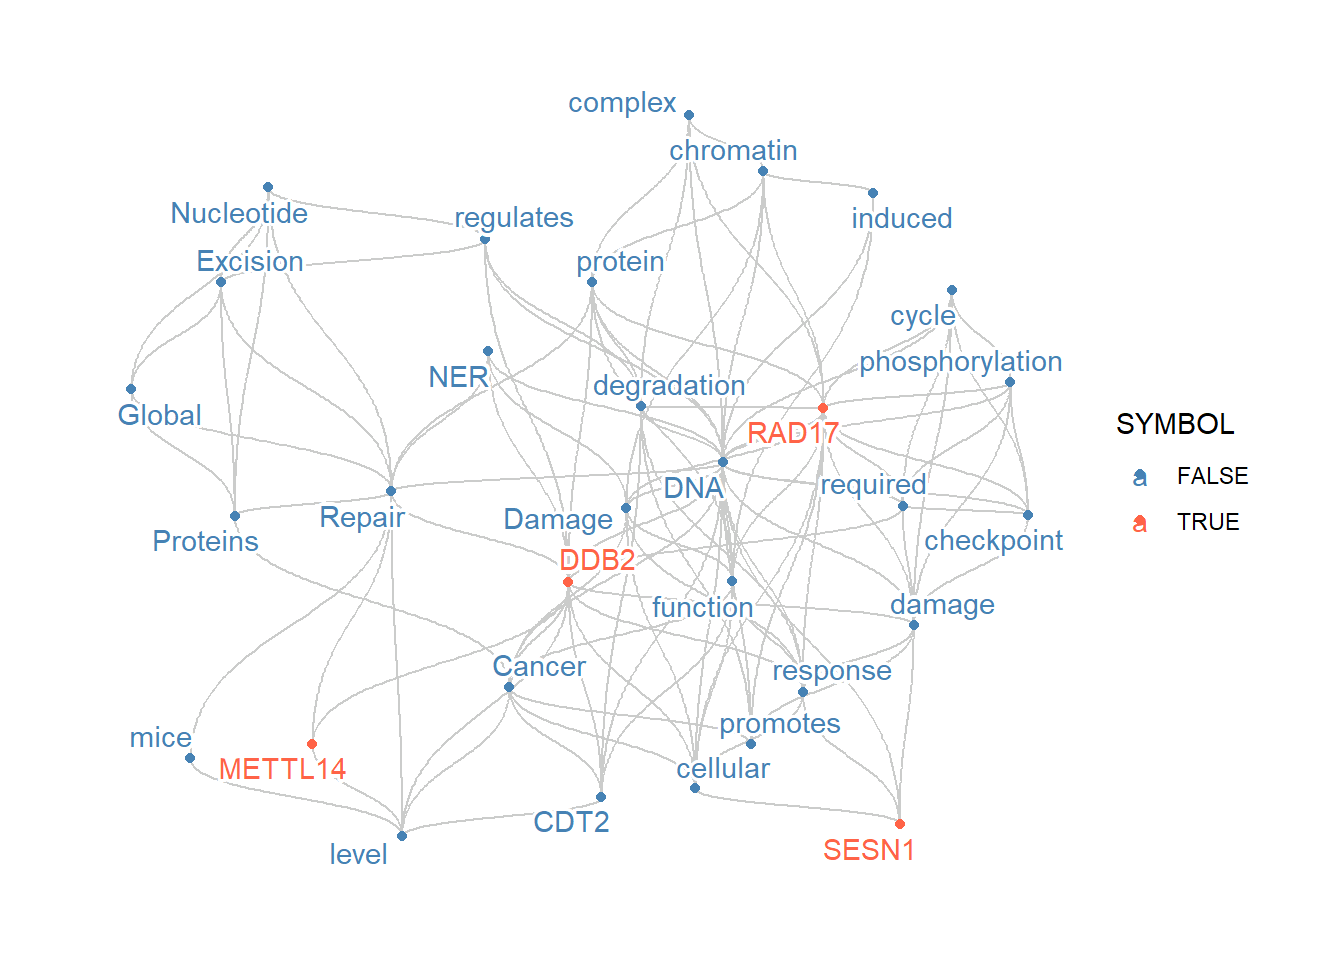 complex
chromatin
Nucleotide
regulates
induced
Excision
protein
cycle
phosphorylation
NER
degradation
Global
RAD17
SYMBOL
a FALSE
a TRUE
DNA
required
Repair
Damage
Proteins
checkpoint
DDB2
function
damage
Cancer
response
mice
promotes
METTL14
cellular
CDT2
level
SESN1